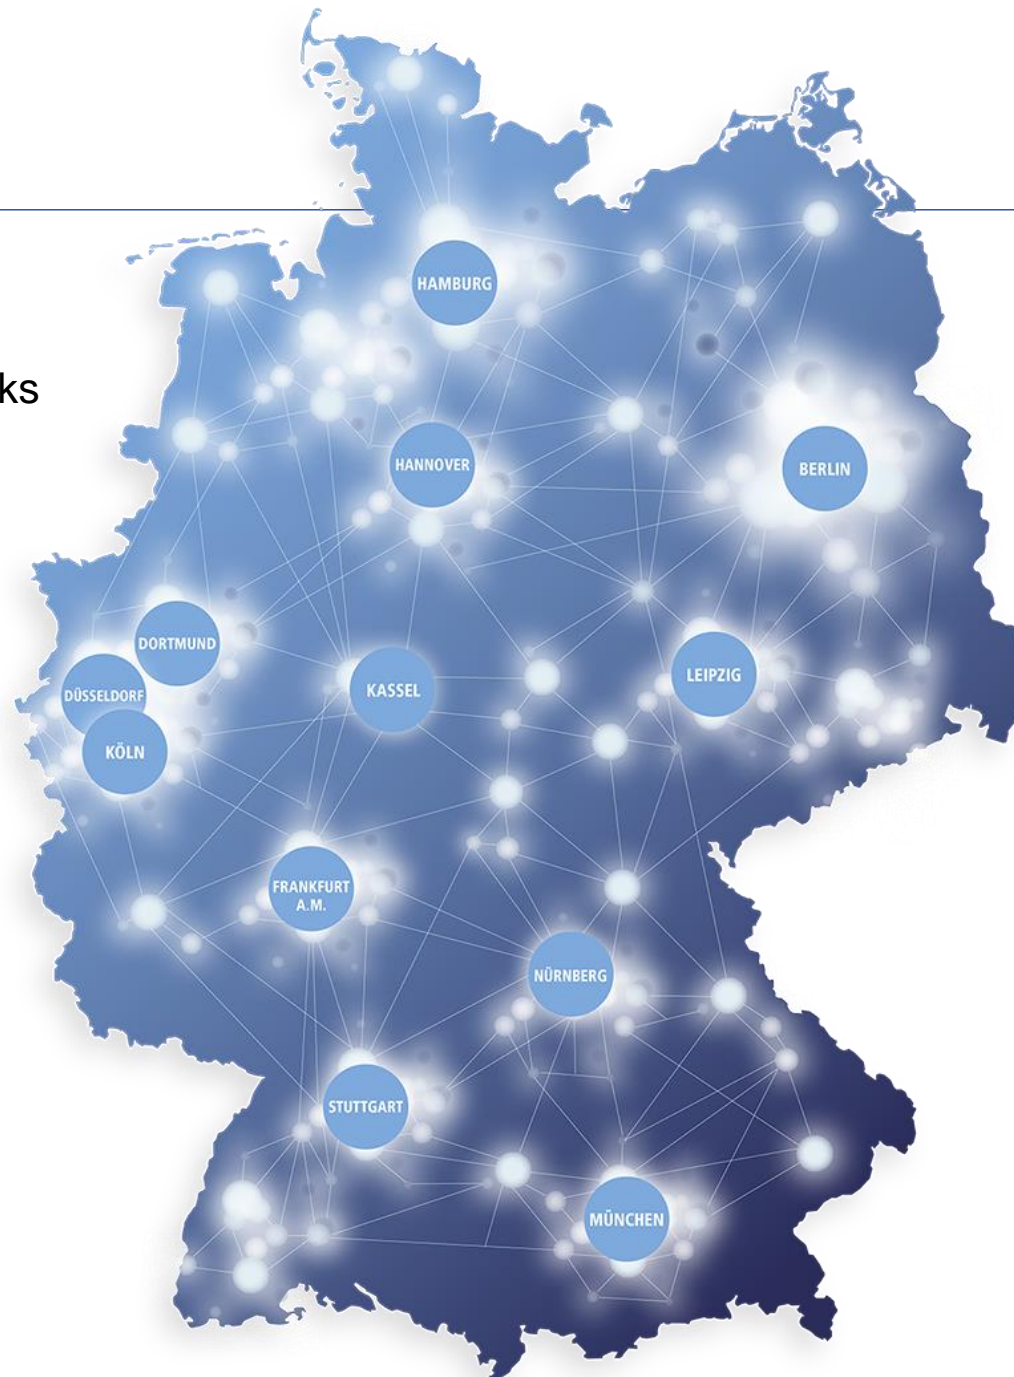 HAMBURG
ks
HANNOVER
BERLIN
DORTMUND
DÜSSELDORF
KASSEL
LEIPZIG
KÖLN
FRANKFURT
A.M.
NÜRNBERG
STUTTGART
MÜNCHEN